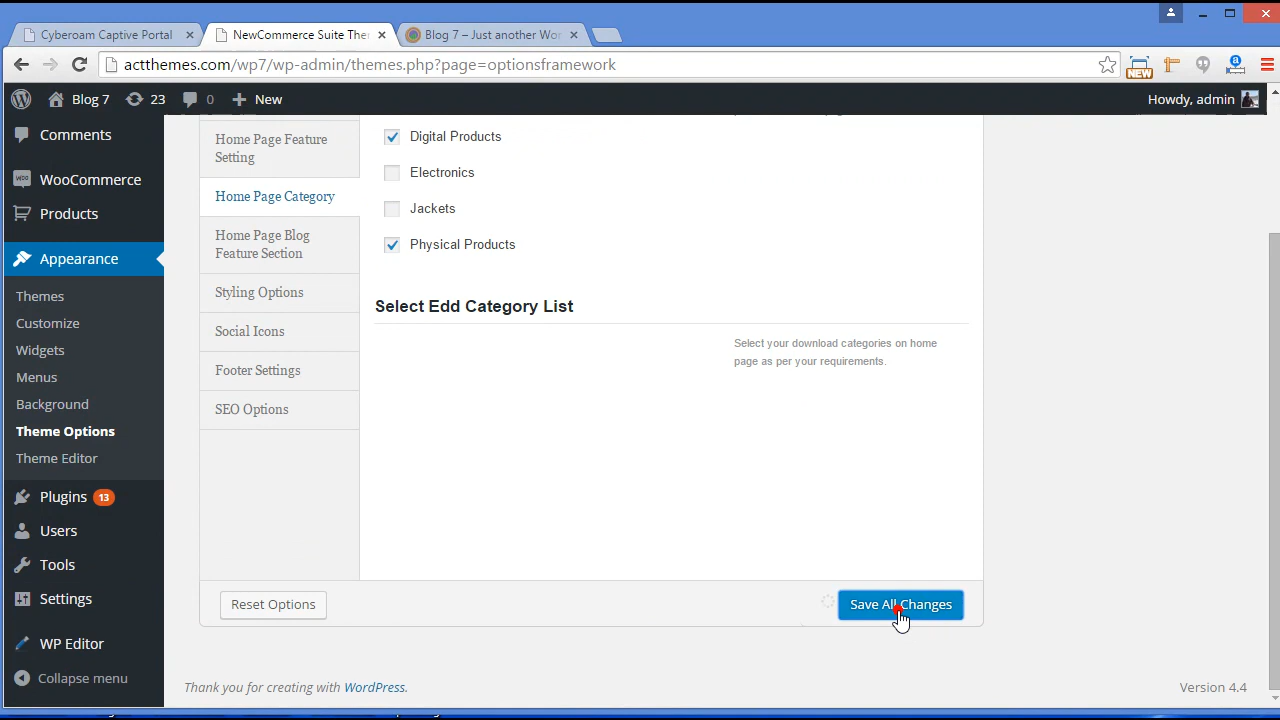 Cyberoam Captive Portal
NewCommerce Suite The
Blog 7 – Just another Wor
actthemes.com/wp7/wp-admin/themes.php?page=optionsframework
NEW
a
Blog 7
23
0
New
Howdy, admin
Comments
WooCommerce
Products
Appearance
Themes
Customize
Widgets
Menus
Background
Theme Options
Theme Editor
Plugins 13
Users
Tools
Settings
WP Editor
Collapse menu
Home Page Feature
Setting
Home Page Category
Home Page Blog
Feature Section
Styling Options
Social Icons
Footer Settings
SEO Options
Digital Products
Electronics
Jackets
Physical Products
Select Edd Category List
Select your download categories on home
page as per your requirements.
Reset Options
Save All Changes
Thank you for creating with WordPress.
Version 4.4